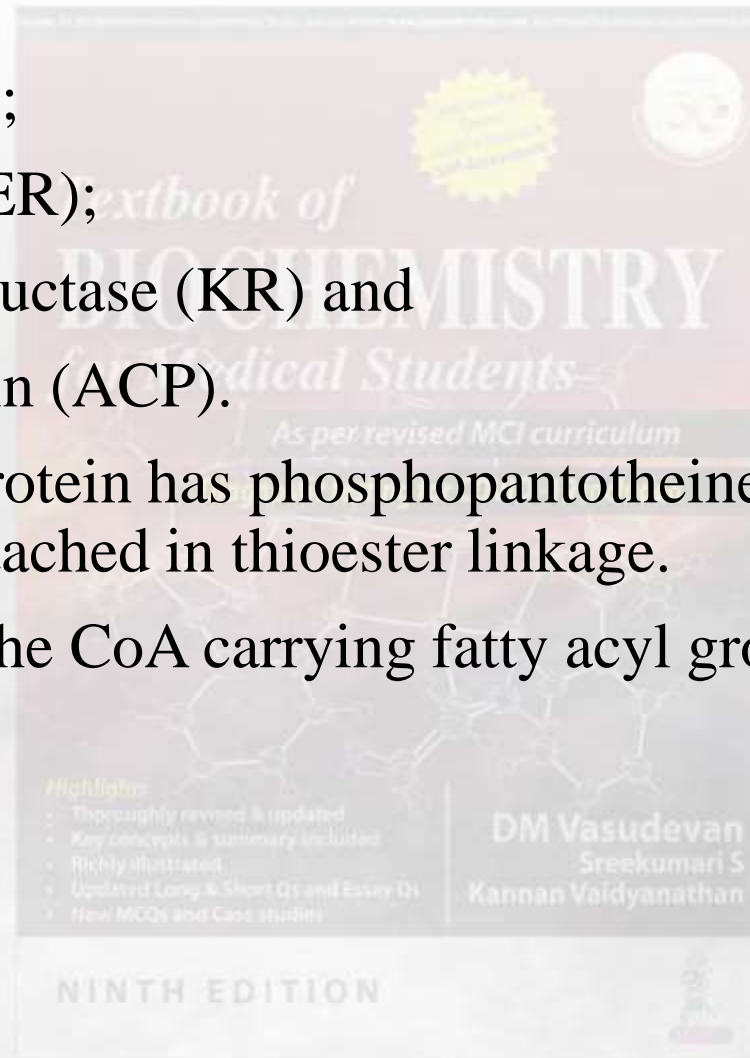 ;
ER);
uctase (KR) and
n (ACP).
rotein has phosphopantotheine
ached in thioester linkage.
he CoA carrying fatty acyl gro
Textbook of
BIOCHEMISTRY
for Medical Students
As per revised MCI curriculum
Highlights
• Thoroughly revised & updated
• Key concepts & summary included
• Richly illustrated
• Updated Long & Short Qs and Essay Qs
• New MCQs and Case studies
DM Vasudevan
Sreekumari S
Kannan Vaidyanathan
NINTH EDITION